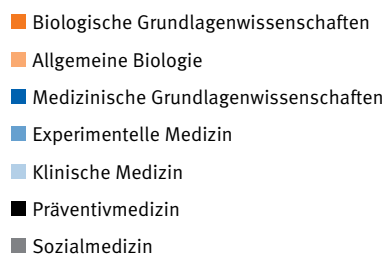 Biologische Grundlagenwissenschaften
Allgemeine Biologie
Medizinische Grundlagenwissenschaften
Experimentelle Medizin
Klinische Medizin
Präventivmedizin
Sozialmedizin